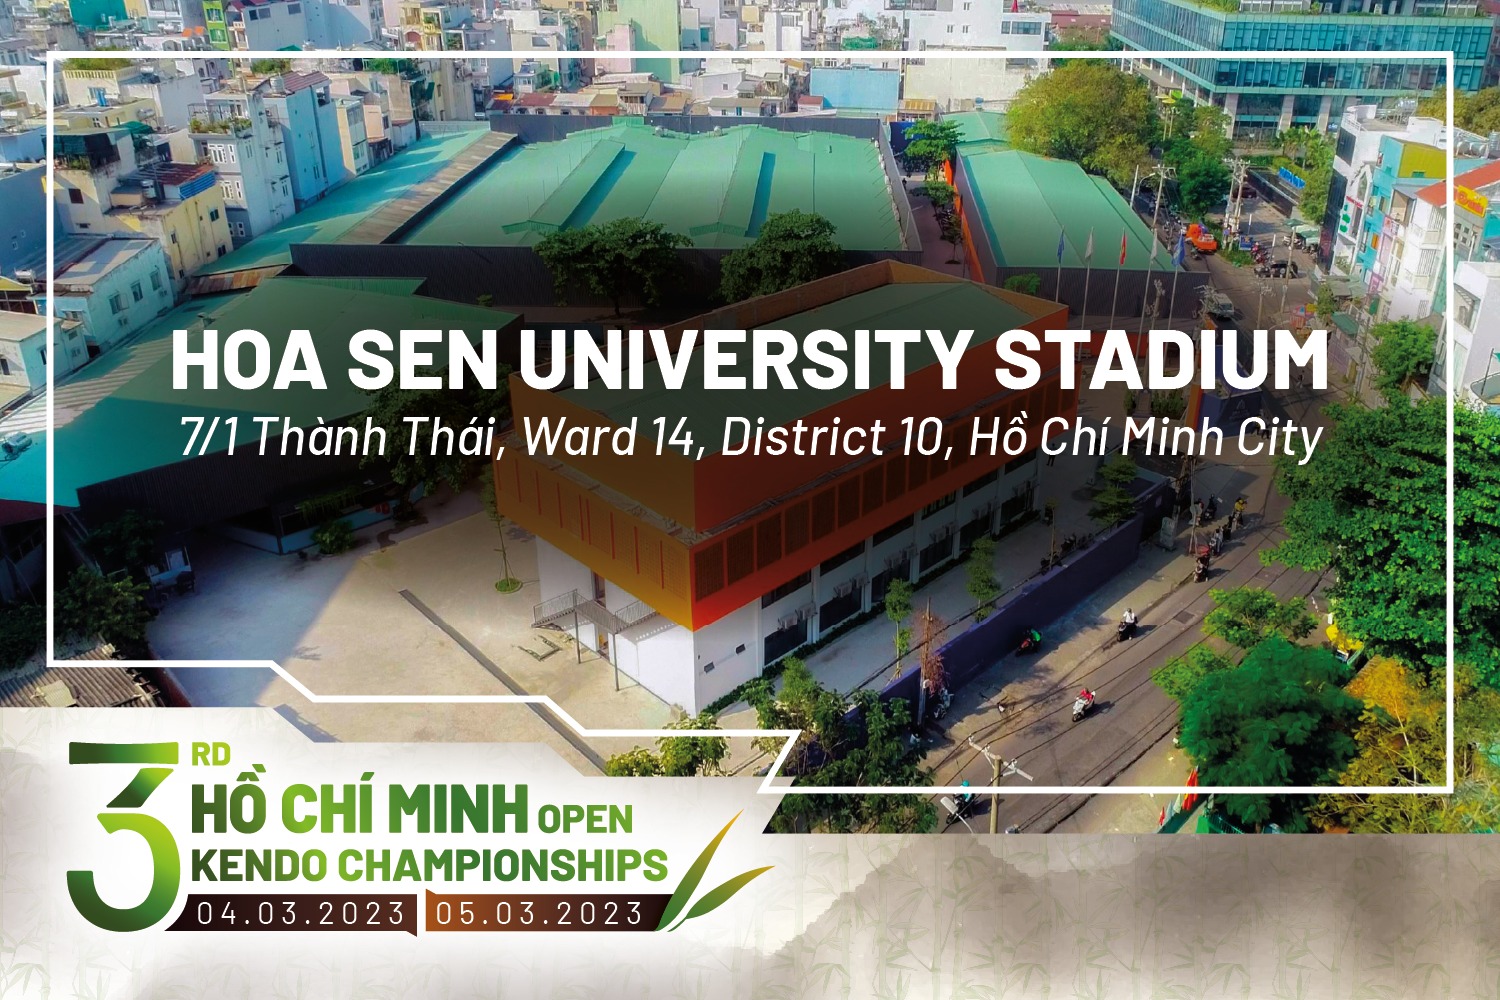 HOA SEN UNIVERSITY STADIUM
7/1 Thành Thái, Ward 14, District 10, Hồ Chí Minh City
3RD
HỒ CHÍ MINH OPEN
KENDO CHAMPIONSHIPS
04.03.2023 05.03.2023